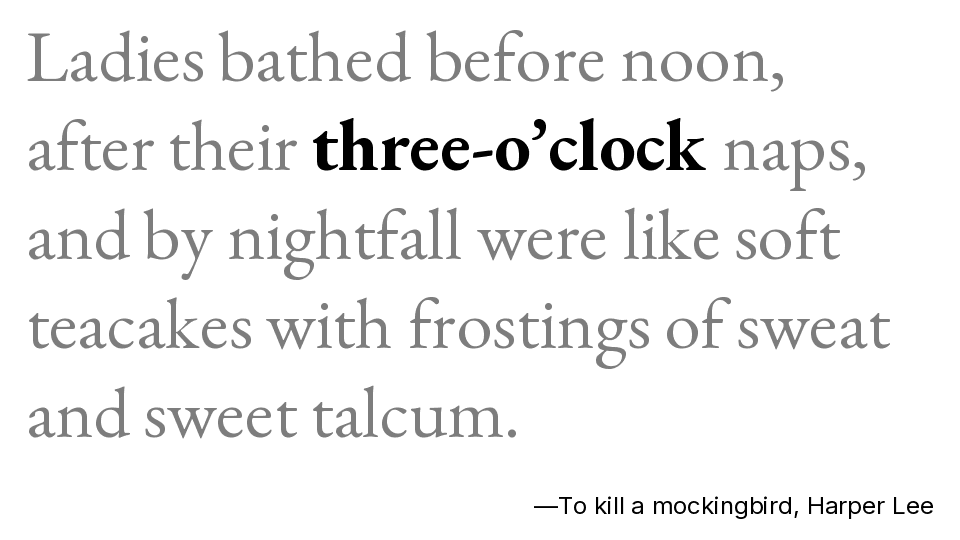 Ladies bathed before noon,
after their three-o’clock naps,
and by nightfall were like soft
teacakes with frostings of sweat
and sweet talcum.
—To kill a mockingbird, Harper Lee